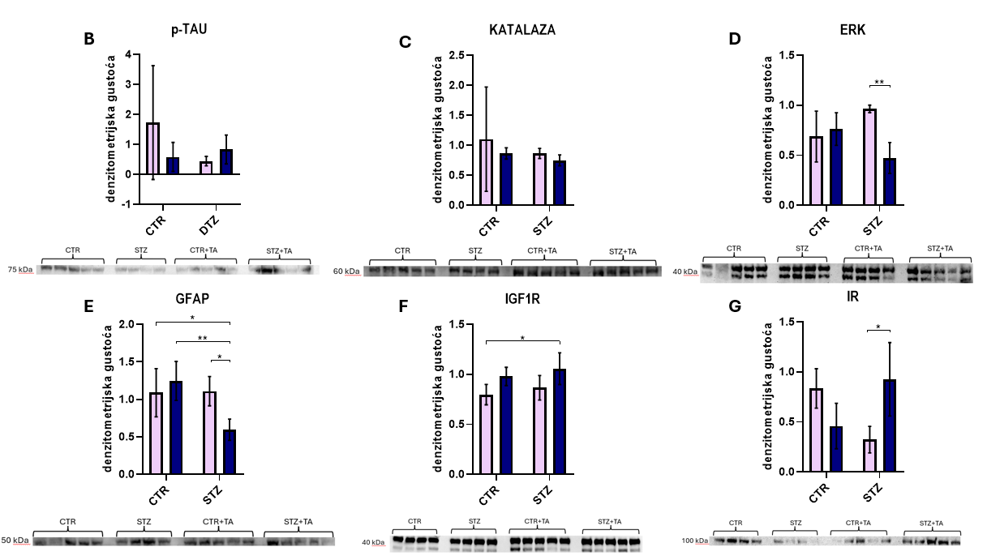 B
p-TAU
denzitometrijska gustoća
4
3
2
1
0
-1
CTR
DTZ
CTR
STZ
CTR+TA
STZ+TA
75 kDa
C
KATALAZA
denzitometrijska gustoća
2.5
2.0
1.5
1.0
0.5
0.0
CTR
STZ
CTR
STZ
CTR+TA
STZ+TA
60 kDa
D
ERK
denzitometrijska gustoća
1.5
1.0
0.5
0.0
**
CTR
STZ
CTR
STZ
CTR+TA
STZ+TA
40 kDa
E
GFAP
denzitometrijska gustoća
2.0
1.5
1.0
0.5
0.0
*
**
*
CTR
STZ
CTR
STZ
CTR+TA
STZ+TA
50 kDa
F
IGF1R
denzitometrijska gustoća
1.5
1.0
0.5
0.0
*
CTR
STZ
CTR
STZ
CTR+TA
STZ+TA
40 kDa
G
IR
denzitometrijska gustoća
1.5
1.0
0.5
0.0
*
CTR
STZ
CTR
STZ
CTR+TA
STZ+TA
100 kDa